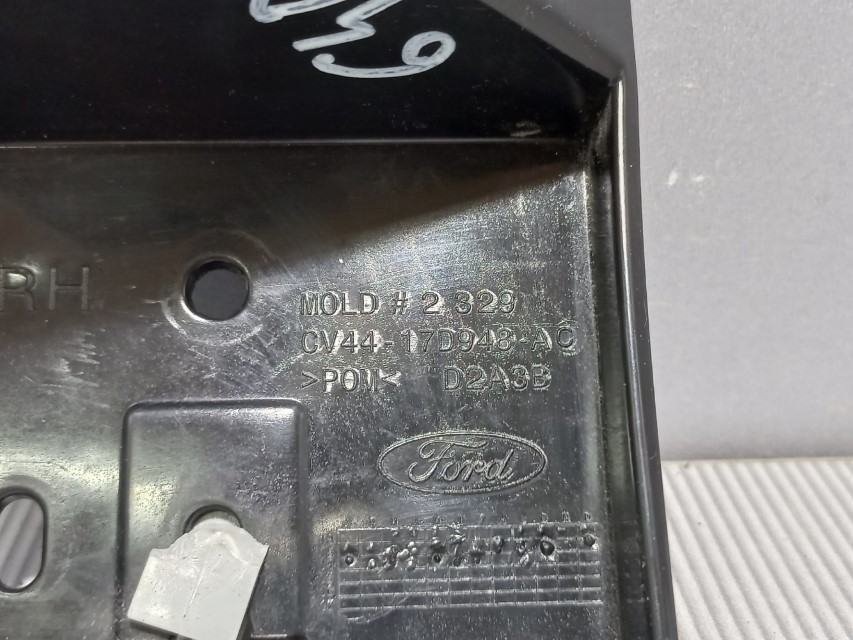 RH
MOLD # 2 329
CV44-17D948-AC
>POM< D2A3B
Ford